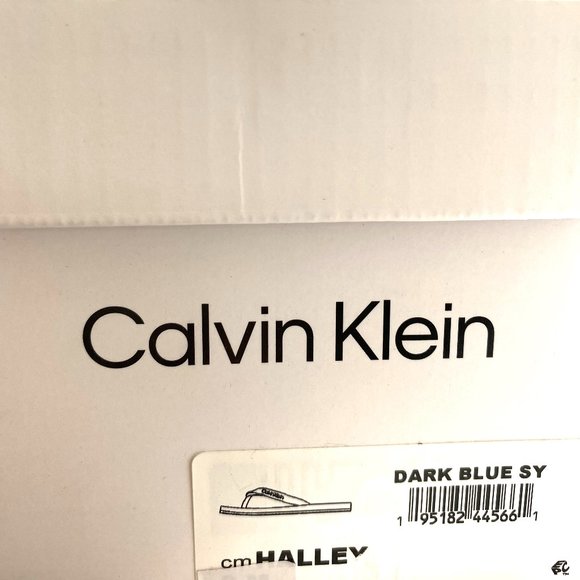 Calvin Klein
DARK BLUE SY
1 95182 44566 1
cm HALLEY